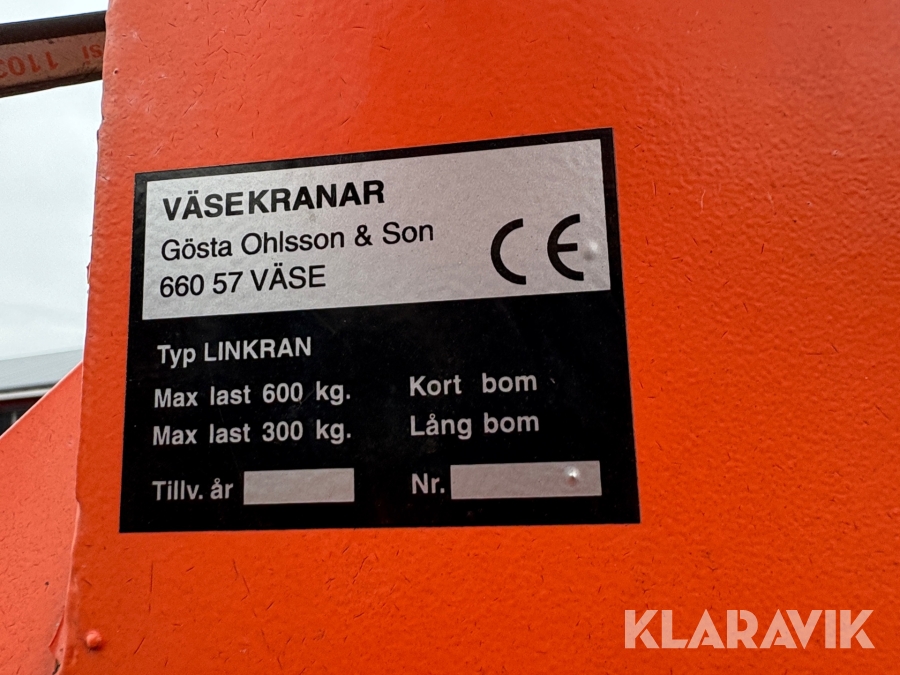 VÄSEKRANAR
Gösta Ohlsson & Son
660 57 VÄSE
CE
Typ LINKRAN
Max last 600 kg. Kort bom
Max last 300 kg. Lång bom
Tillv. år Nr.
KLARAVIK